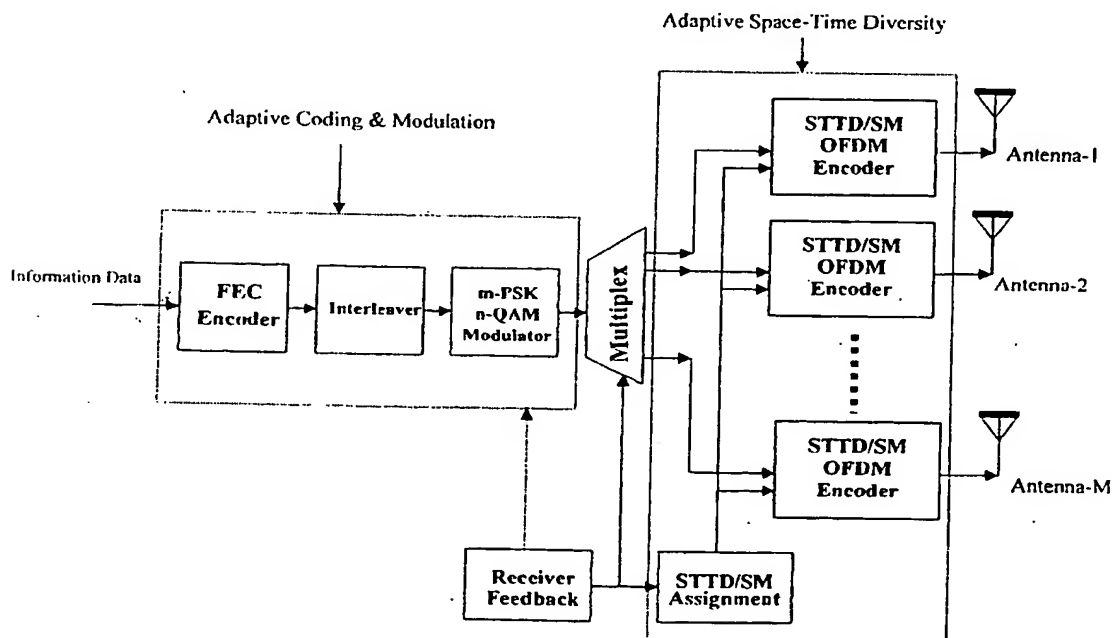 Adaptive Space-Time Diversity
Adaptive Coding & Modulation
STTD/SM
OFDM
Encoder
Antenna-1
Information Data
FEC
Encoder
Interleaver
m-PSK
n-QAM
Modulator
Multiplex
STTD/SM
OFDM
Encoder
Antenna-2
STTD/SM
OFDM
Encoder
Antenna-M
Receiver
Feedback
STTD/SM
Assignment